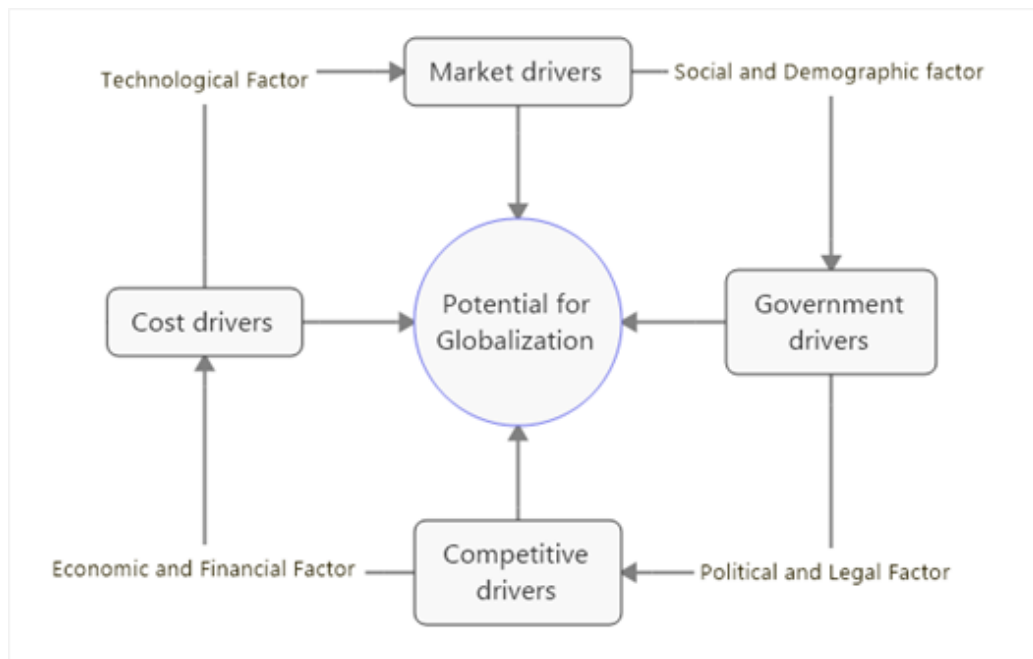 Technological Factor
Market drivers
Social and Demographic factor
Cost drivers
Potential for
Globalization
Government
drivers
Economic and Financial Factor
Competitive
drivers
Political and Legal Factor